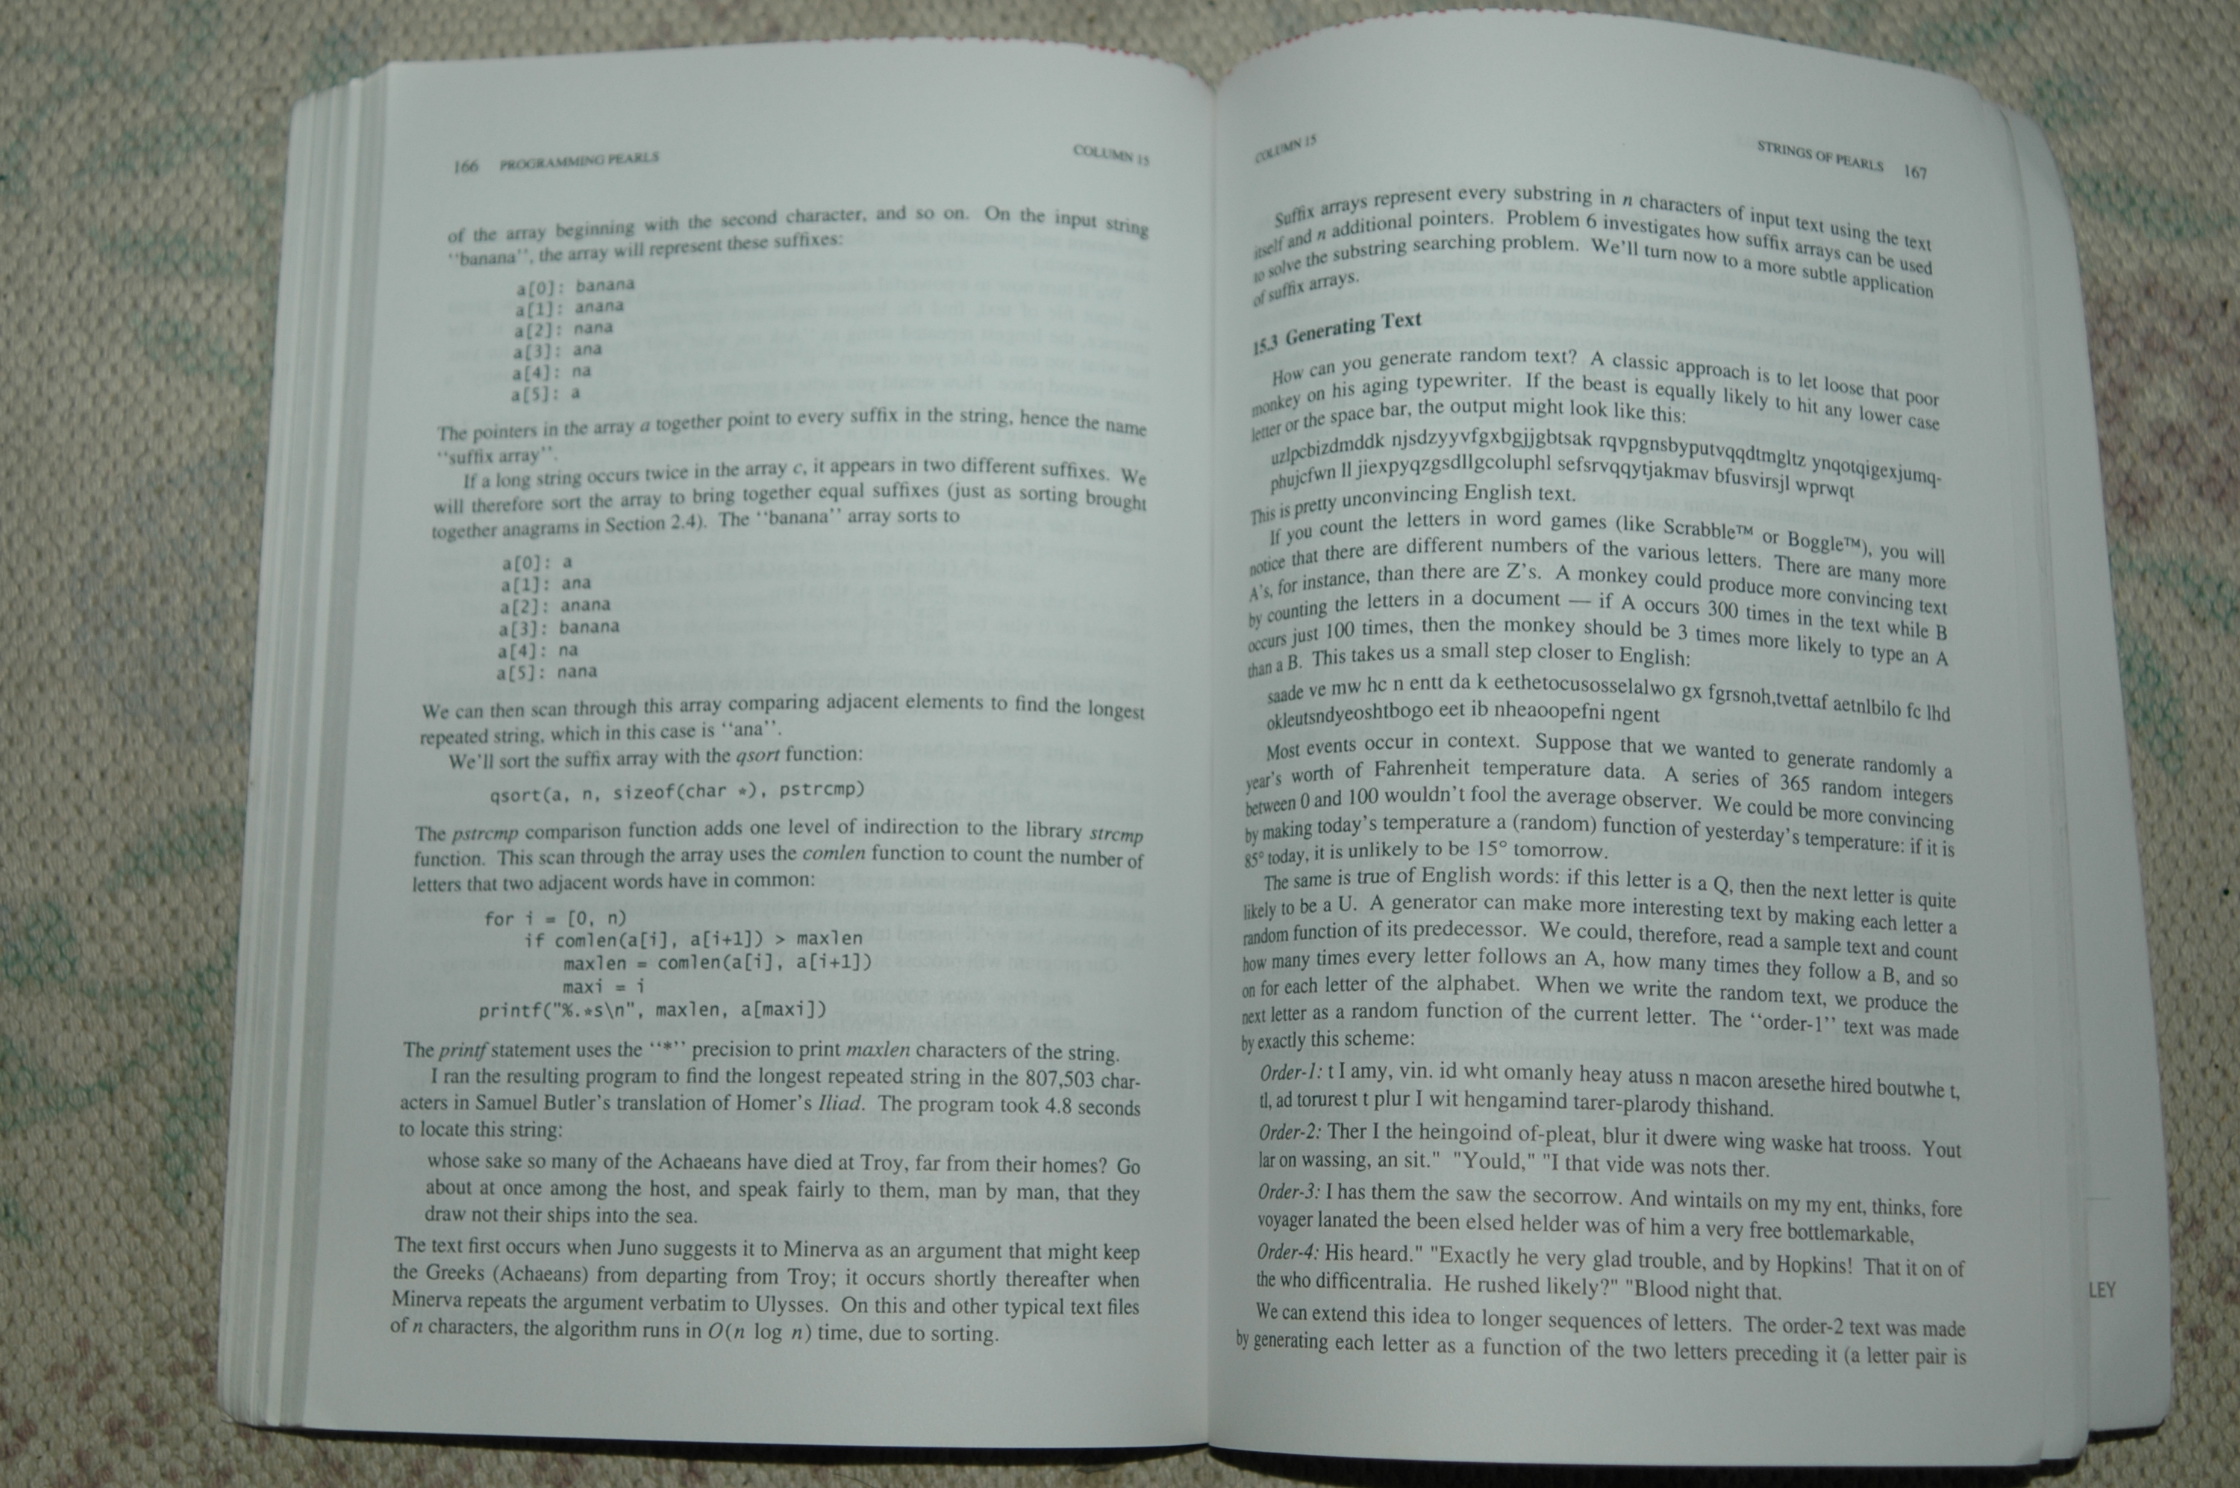 166 PROGRAMMING PEARLS COLUMN 15
of the array beginning with the second character, and so on. On the input string
‘‘banana’’, the array will represent these suffixes:
a[0]: banana
a[1]: anana
a[2]: nana
a[3]: ana
a[4]: na
a[5]: a
The pointers in the array a together point to every suffix in the string, hence the name
‘‘suffix array’’.
If a long string occurs twice in the array c, it appears in two different suffixes. We
will therefore sort the array to bring together equal suffixes (just as sorting brought
together anagrams in Section 2.4). The ‘‘banana’’ array sorts to
a[0]: a
a[1]: ana
a[2]: anana
a[3]: banana
a[4]: na
a[5]: nana
We can then scan through this array comparing adjacent elements to find the longest
repeated string, which in this case is ‘‘ana’’.
We’ll sort the suffix array with the qsort function:
qsort(a, n, sizeof(char *), pstrcmp)
The pstrcmp comparison function adds one level of indirection to the library strcmp
function. This scan through the array uses the comlen function to count the number of
letters that two adjacent words have in common:
for i = [0, n)
if comlen(a[i], a[i+1]) > maxlen
maxlen = comlen(a[i], a[i+1])
maxi = i
printf("%.*s\n", maxlen, a[maxi])
The printf statement uses the ‘‘*’’ precision to print maxlen characters of the string.
I ran the resulting program to find the longest repeated string in the 807,503 char-
acters in Samuel Butler’s translation of Homer’s Iliad. The program took 4.8 seconds
to locate this string:
whose sake so many of the Achaeans have died at Troy, far from their homes? Go
about at once among the host, and speak fairly to them, man by man, that they
draw not their ships into the sea.
The text first occurs when Juno suggests it to Minerva as an argument that might keep
the Greeks (Achaeans) from departing from Troy; it occurs shortly thereafter when
Minerva repeats the argument verbatim to Ulysses. On this and other typical text files
of n characters, the algorithm runs in O(n log n) time, due to sorting.
COLUMN 15 STRINGS OF PEARLS 167
Suffix arrays represent every substring in n characters of input text using the text
itself and n additional pointers. Problem 6 investigates how suffix arrays can be used
to solve the substring searching problem. We’ll turn now to a more subtle application
of suffix arrays.
15.3 Generating Text
How can you generate random text? A classic approach is to let loose that poor
monkey on his aging typewriter. If the beast is equally likely to hit any lower case
letter or the space bar, the output might look like this:
uzlpcbizdmddk njsdzyyvfgxbgjjgbtsak rqvpgnsbyputvqqdtmgltz ynqotqigexjumq-
phujcfwn ll jiexpyqzgsdllgcoluphl sefsrvqqytjakmav bfusvirsjl wprwqt
This is pretty unconvincing English text.
If you count the letters in word games (like Scrabble™ or Boggle™), you will
notice that there are different numbers of the various letters. There are many more
A’s, for instance, than there are Z’s. A monkey could produce more convincing text
by counting the letters in a document — if A occurs 300 times in the text while B
occurs just 100 times, then the monkey should be 3 times more likely to type an A
than a B. This takes us a small step closer to English:
saade ve mw hc n entt da k eethetocusosselalwo gx fgrsnoh,tvettaf aetnlbilo fc lhd
okleutsndyeoshtbogo eet ib nheaoopefni ngent
Most events occur in context. Suppose that we wanted to generate randomly a
year’s worth of Fahrenheit temperature data. A series of 365 random integers
between 0 and 100 wouldn’t fool the average observer. We could be more convincing
by making today’s temperature a (random) function of yesterday’s temperature: if it is
85° today, it is unlikely to be 15° tomorrow.
The same is true of English words: if this letter is a Q, then the next letter is quite
likely to be a U. A generator can make more interesting text by making each letter a
random function of its predecessor. We could, therefore, read a sample text and count
how many times every letter follows an A, how many times they follow a B, and so
on for each letter of the alphabet. When we write the random text, we produce the
next letter as a random function of the current letter. The ‘‘order-1’’ text was made
by exactly this scheme:
Order-1: t I amy, vin. id wht omanly heay atuss n macon aresethe hired boutwhe t,
tl, ad torurest t plur I wit hengamind tarer-plarody thishand.
Order-2: Ther I the heingoind of-pleat, blur it dwere wing waske hat trooss. Yout
lar on wassing, an sit." "Yould," "I that vide was nots ther.
Order-3: I has them the saw the secorrow. And wintails on my my ent, thinks, fore
voyager lanated the been elsed helder was of him a very free bottlemarkable,
Order-4: His heard." "Exactly he very glad trouble, and by Hopkins! That it on of
the who difficentralia. He rushed likely?" "Blood night that.
We can extend this idea to longer sequences of letters. The order-2 text was made
by generating each letter as a function of the two letters preceding it (a letter pair is
LEY